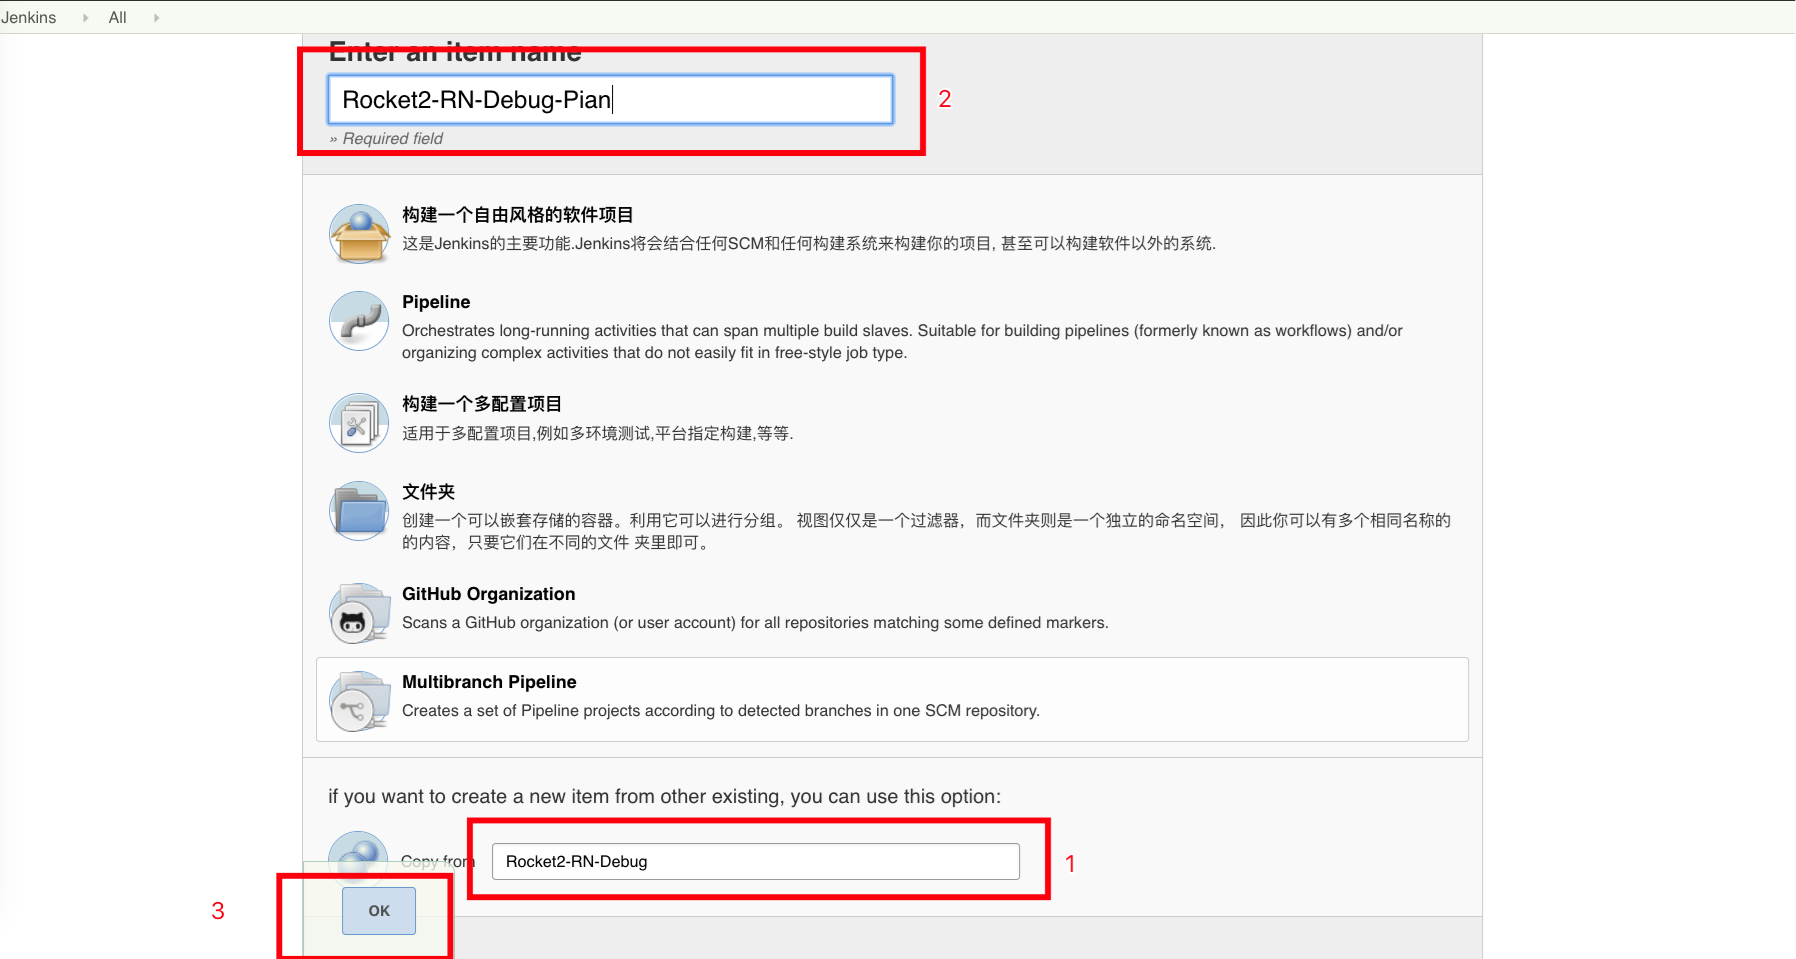 Jenkins All
Enter an item name
Rocket2-RN-Debug-Pian
2
» Required field
构建一个自由风格的软件项目
这是Jenkins的主要功能.Jenkins将会结合任何SCM和任何构建系统来构建你的项目, 甚至可以构建软件以外的系统.
Pipeline
Orchestrates long-running activities that can span multiple build slaves. Suitable for building pipelines (formerly known as workflows) and/or
organizing complex activities that do not easily fit in free-style job type.
构建一个多配置项目
适用于多配置项目,例如多环境测试,平台指定构建,等等.
文件夹
创建一个可以嵌套存储的容器。利用它可以进行分组。 视图仅仅是一个过滤器，而文件夹则是一个独立的命名空间， 因此你可以有多个相同名称的
的内容，只要它们在不同的文件 夹里即可。
GitHub Organization
Scans a GitHub organization (or user account) for all repositories matching some defined markers.
Multibranch Pipeline
Creates a set of Pipeline projects according to detected branches in one SCM repository.
if you want to create a new item from other existing, you can use this option:
Copy from Rocket2-RN-Debug
1
3
OK